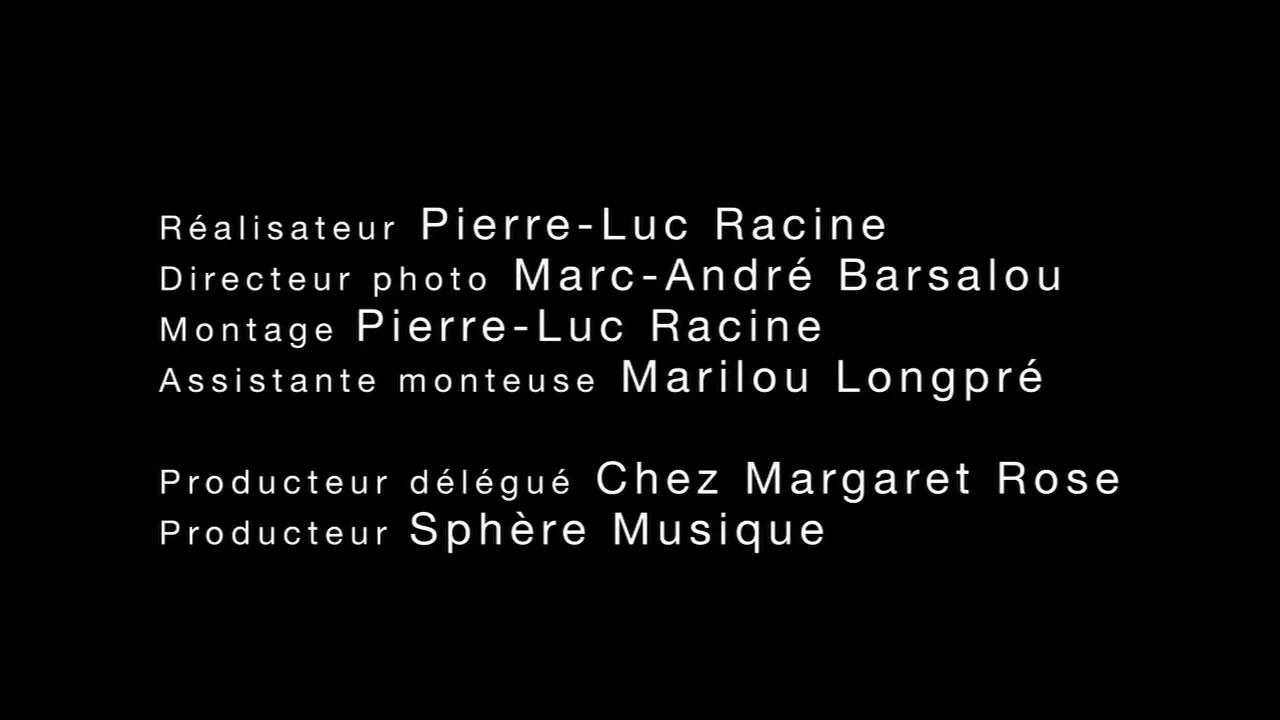 Réalisateur Pierre-Luc Racine
Directeur photo Marc-André Barsalou
Montage Pierre-Luc Racine
Assistante monteuse Marilou Longpré
Producteur délégué Chez Margaret Rose
Producteur Sphère Musique